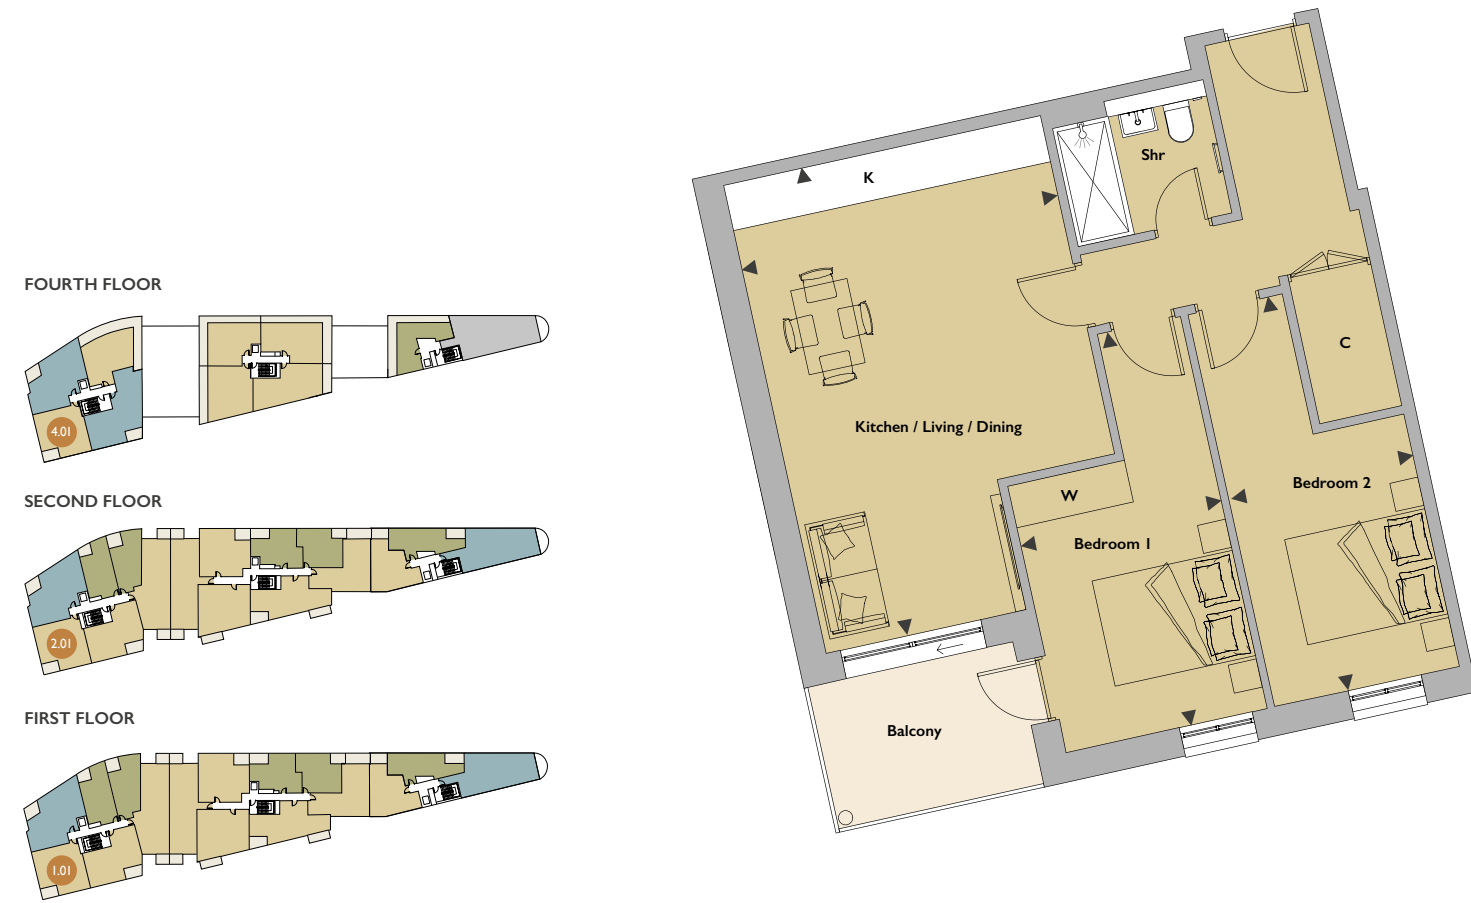 FOURTH FLOOR
4.01
SECOND FLOOR
2.01
FIRST FLOOR
1.01
K
Shr
C
Kitchen / Living / Dining
W
Bedroom 2
Bedroom 1
Balcony